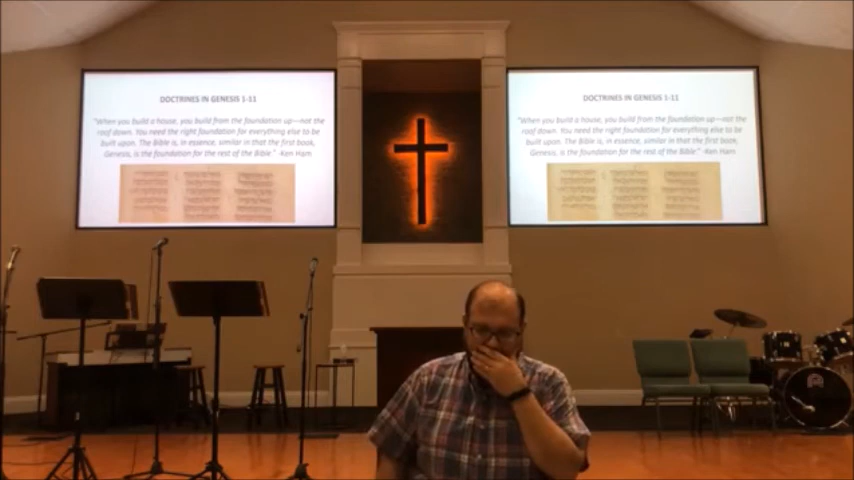 DOCTRINES IN GENESIS 1-11
"When you build a house, you build from the foundation up—not the
roof down. You need the right foundation for everything else to be
built upon. The Bible is, in essence, similar in that the first book,
Genesis, is the foundation for the rest of the Bible." -Ken Ham
DOCTRINES IN GENESIS 1-11
"When you build a house, you build from the foundation up—not the
roof down. You need the right foundation for everything else to be
built upon. The Bible is, in essence, similar in that the first book,
Genesis, is the foundation for the rest of the Bible." -Ken Ham